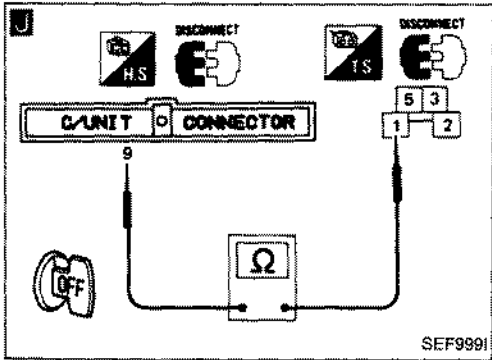 J
DISCONNECT
H.S
DISCONNECT
T.S
C/UNIT CONNECTOR
5 3
1 2
9
OFF
Ω
SEF999I